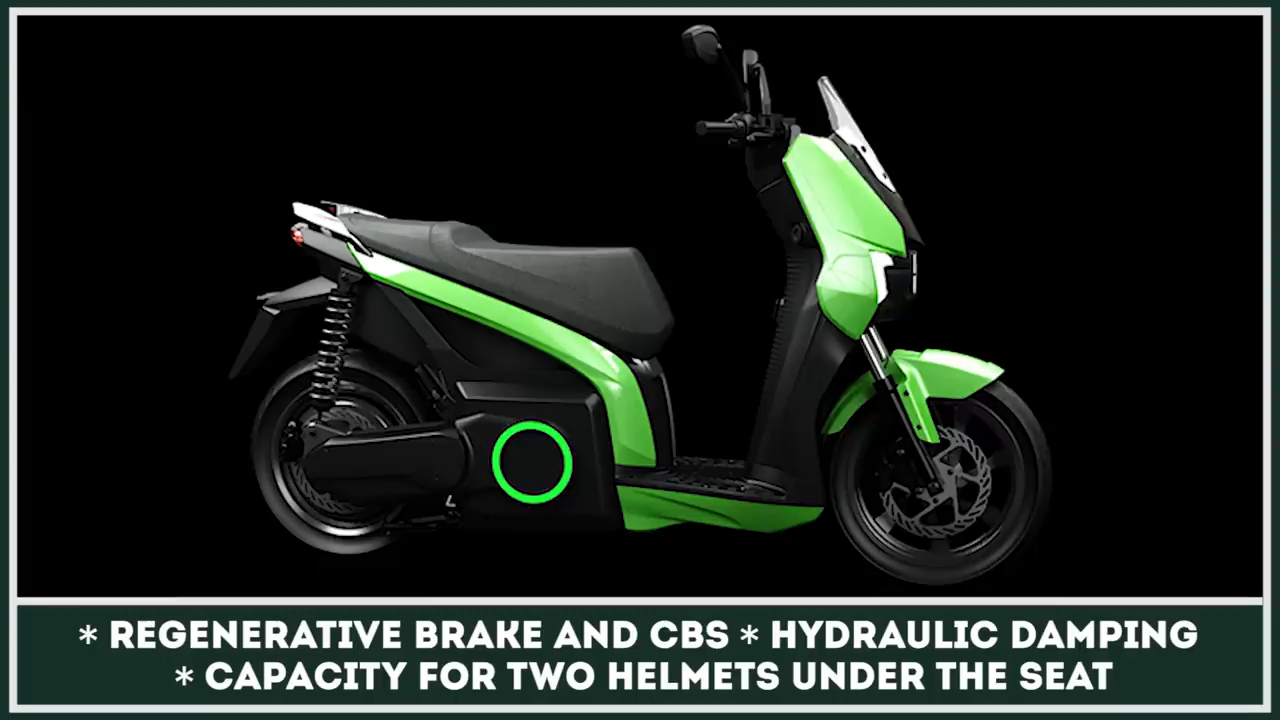 * REGENERATIVE BRAKE AND CBS * HYDRAULIC DAMPING
* CAPACITY FOR TWO HELMETS UNDER THE SEAT